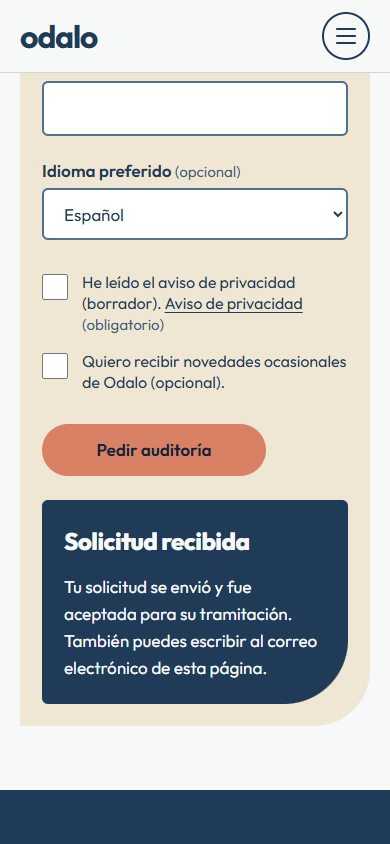 odalo
Idioma preferido (opcional)
Español
He leído el aviso de privacidad
(borrador). Aviso de privacidad
(obligatorio)
Quiero recibir novedades ocasionales
de Odalo (opcional).
Pedir auditoría
Solicitud recibida
Tu solicitud se envió y fue
aceptada para su tramitación.
También puedes escribir al correo
electrónico de esta página.